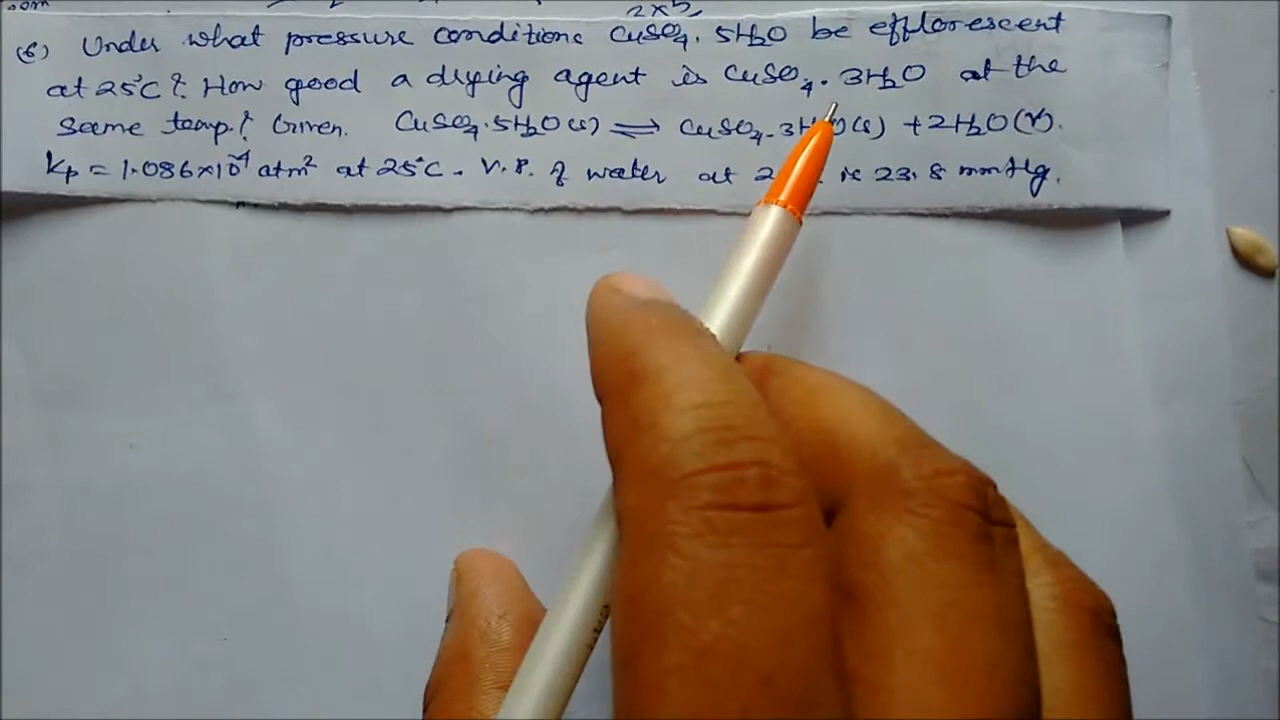 2x5
(6) Under what pressure conditions CuSO4.5H2O be efflorescent
at 25°C? How good a drying agent is CuSO4.3H2O at the
same temp.? Given. CuSO4.5H2O(s) ⇌ CuSO4.3H2O(s) + 2H2O(v).
kp = 1.086x10^-4 atm² at 25°C. V.P. of water at is 23.8 mmHg.